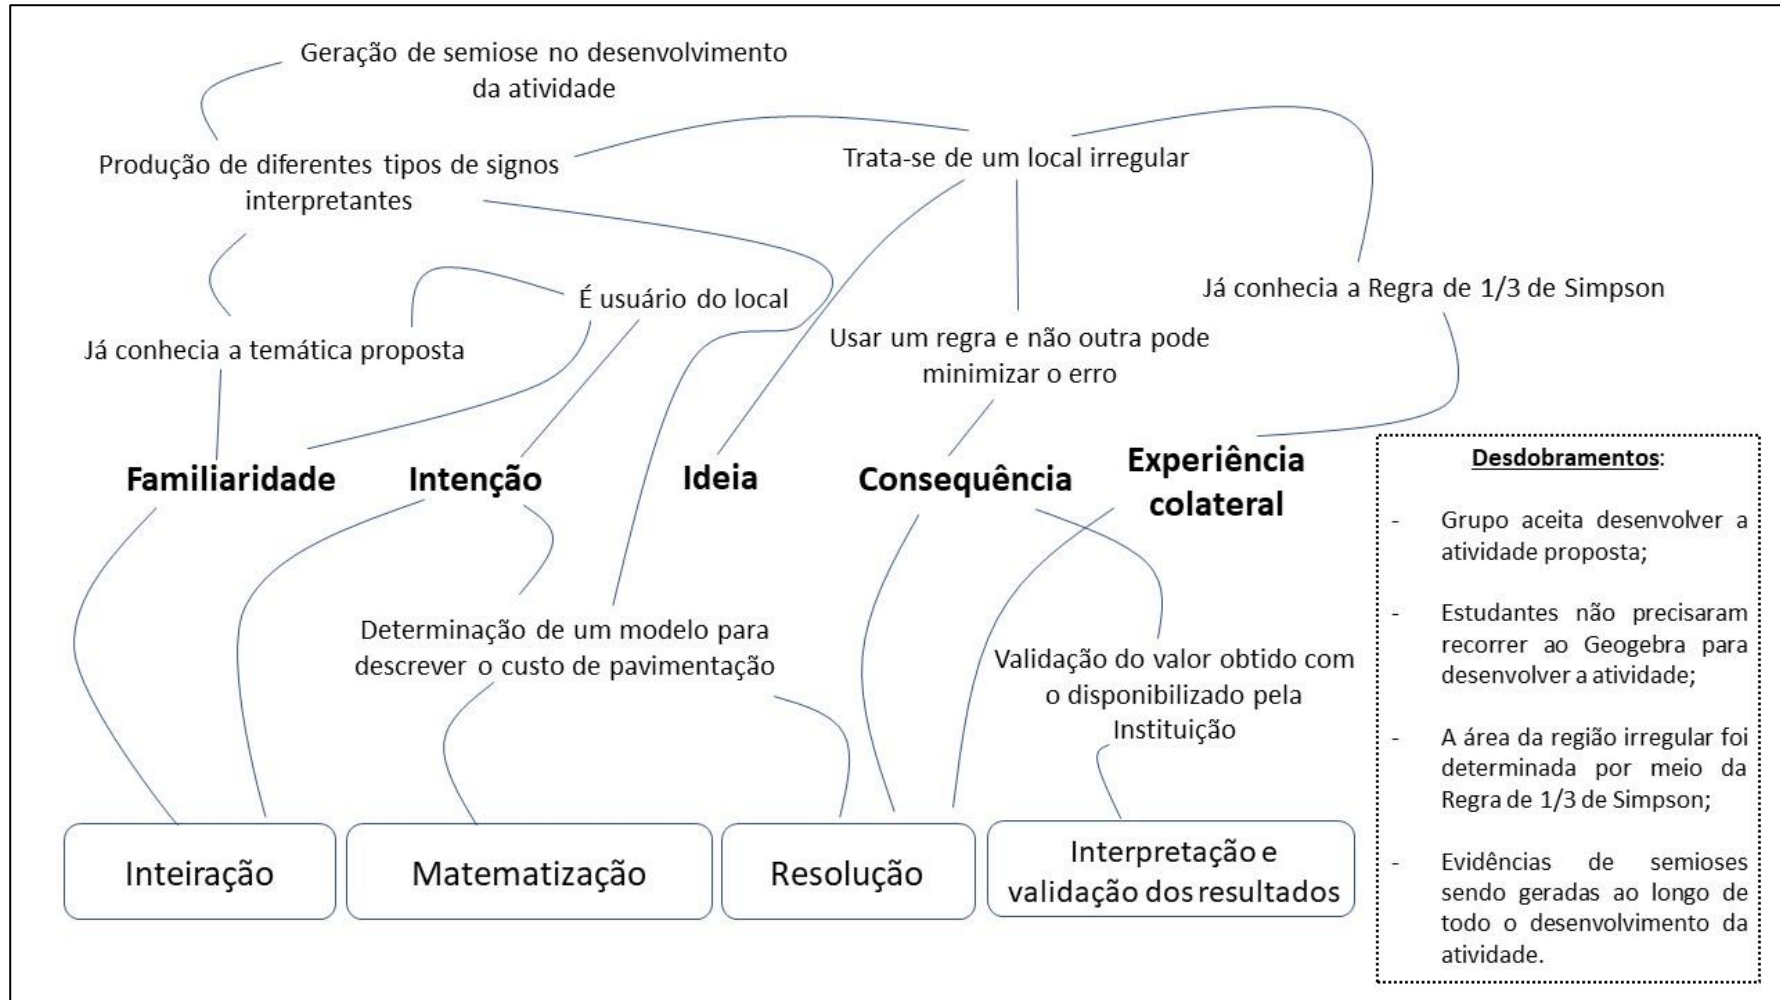 Geração de semiose no desenvolvimento
da atividade
Produção de diferentes tipos de signos
interpretantes
Trata-se de um local irregular
É usuário do local
Já conhecia a Regra de 1/3 de Simpson
Já conhecia a temática proposta
Usar um regra e não outra pode
minimizar o erro
Familiaridade
Intenção
Ideia
Consequência
Experiência
colateral
Determinação de um modelo para
descrever o custo de pavimentação
Validação do valor obtido com
o disponibilizado pela
Instituição
Inteiração
Matematização
Resolução
Interpretação e
validação dos resultados
Desdobramentos:
- Grupo aceita desenvolver a
atividade proposta;
- Estudantes não precisaram
recorrer ao Geogebra para
desenvolver a atividade;
- A área da região irregular foi
determinada por meio da
Regra de 1/3 de Simpson;
- Evidências de semioses
sendo geradas ao longo de
todo o desenvolvimento da
atividade.